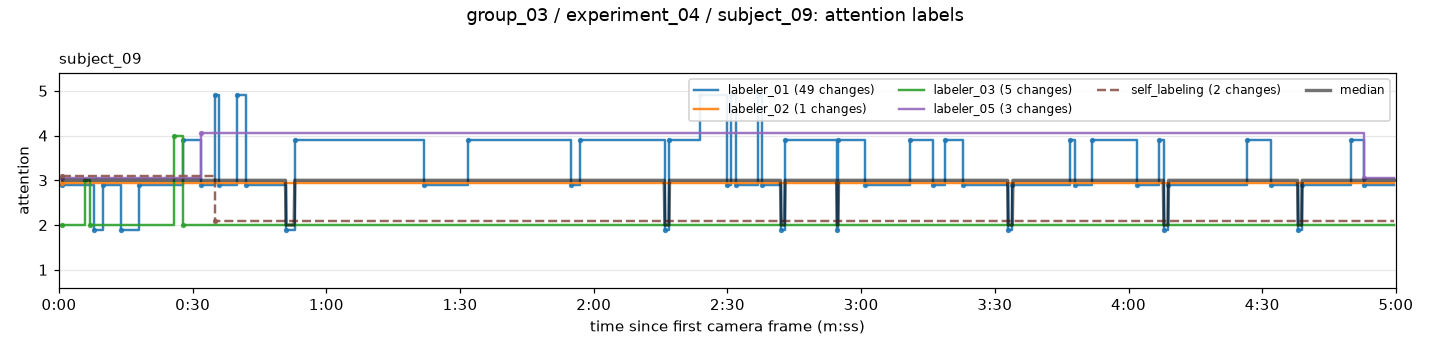 group_03 / experiment_04 / subject_09: attention labels
subject_09
labeler_01 (49 changes)
labeler_02 (1 changes)
labeler_03 (5 changes)
labeler_05 (3 changes)
self_labeling (2 changes)
median
attention
5
4
3
2
1
0:00 0:30 1:00 1:30 2:00 2:30 3:00 3:30 4:00 4:30 5:00
time since first camera frame (m:ss)